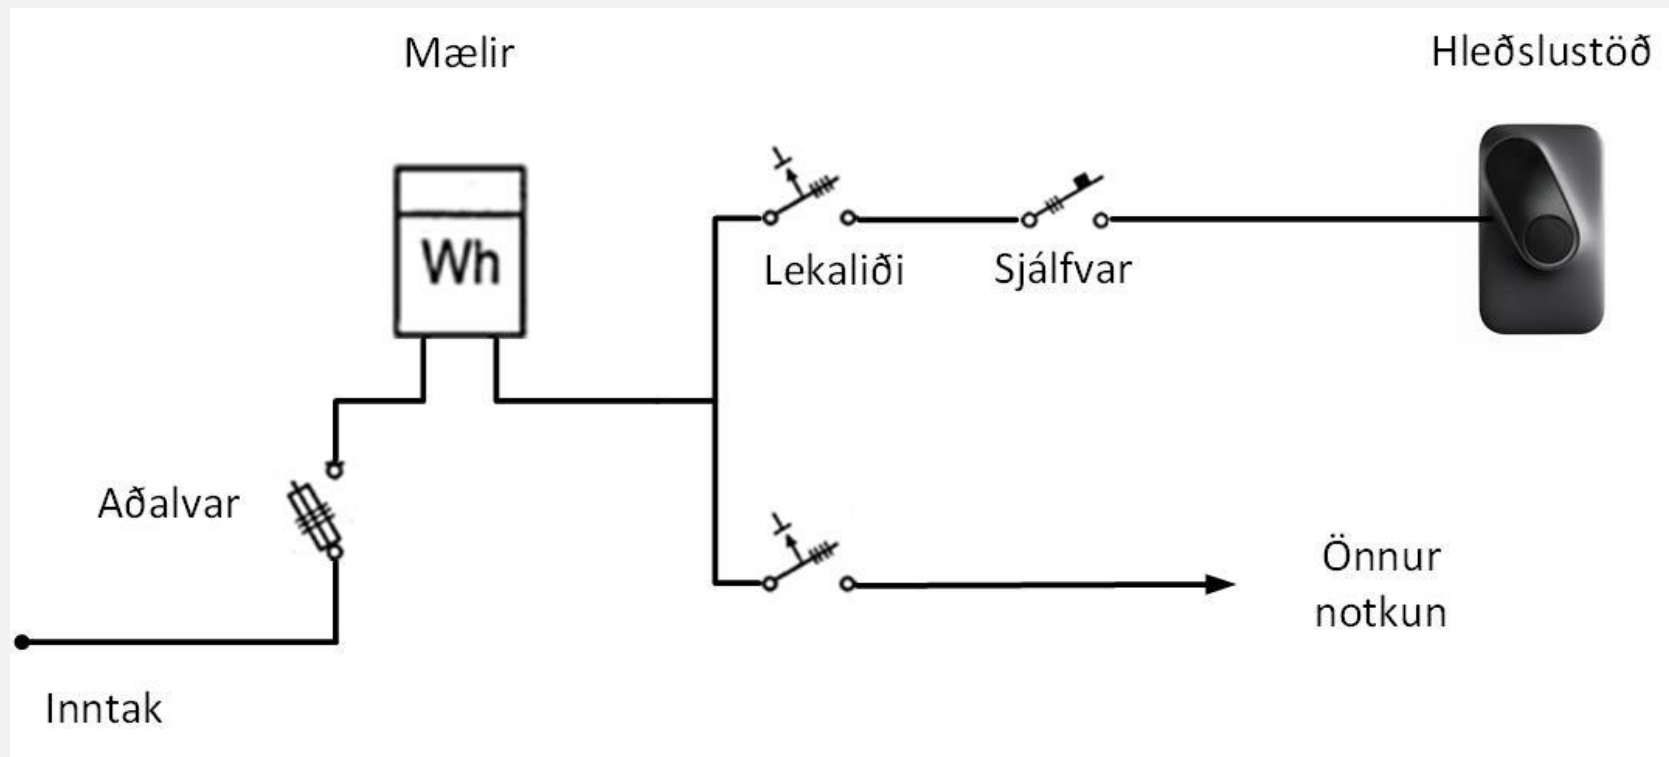 Mælir
Hleðslustöð
Wh
Lekaliði
Sjálfvar
Aðalvar
Önnur
notkun
Inntak